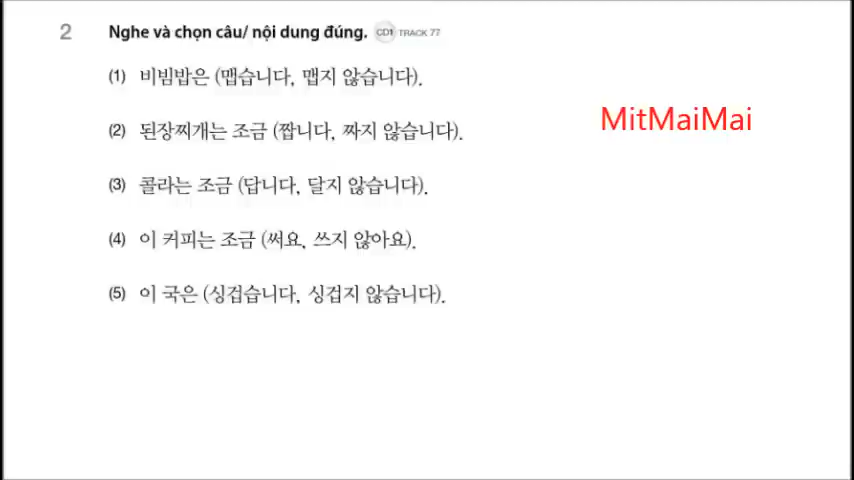 2 Nghe và chọn câu/ nội dung đúng. CD1 TRACK 77
(1) 비빔밥은 (맵습니다, 맵지 않습니다).
MitMaiMai
(2) 된장찌개는 조금 (짭니다, 짜지 않습니다).
(3) 콜라는 조금 (답니다, 달지 않습니다).
(4) 이 커피는 조금 (써요, 쓰지 않아요).
(5) 이 국은 (싱겁습니다, 싱겁지 않습니다).